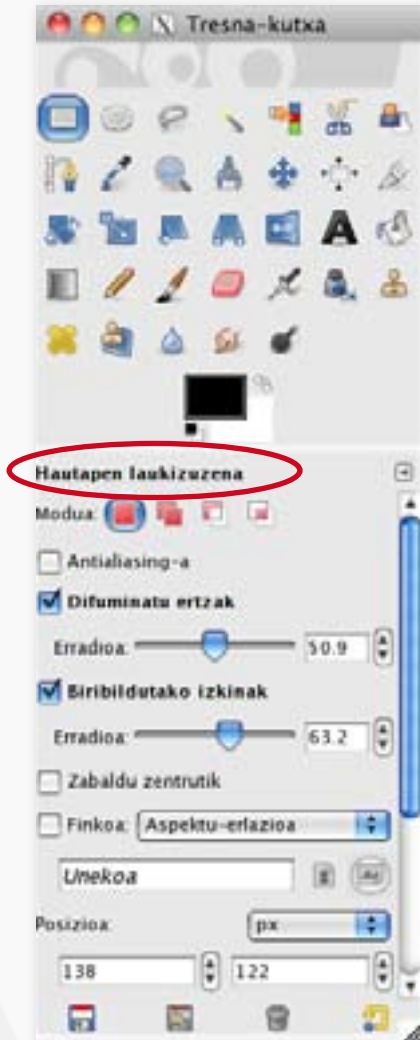 Tresna-kutxa
Hautapen laukizuzena
Modua:
Antialiasing-a
Difuminatu ertzak
Erradioa: 50.9
Biribildutako izkinak
Erradioa: 63.2
Zabaldu zentrutik
Finkoa: Aspektu-erlazioa
Unekoa
Posizioa: px
138 122